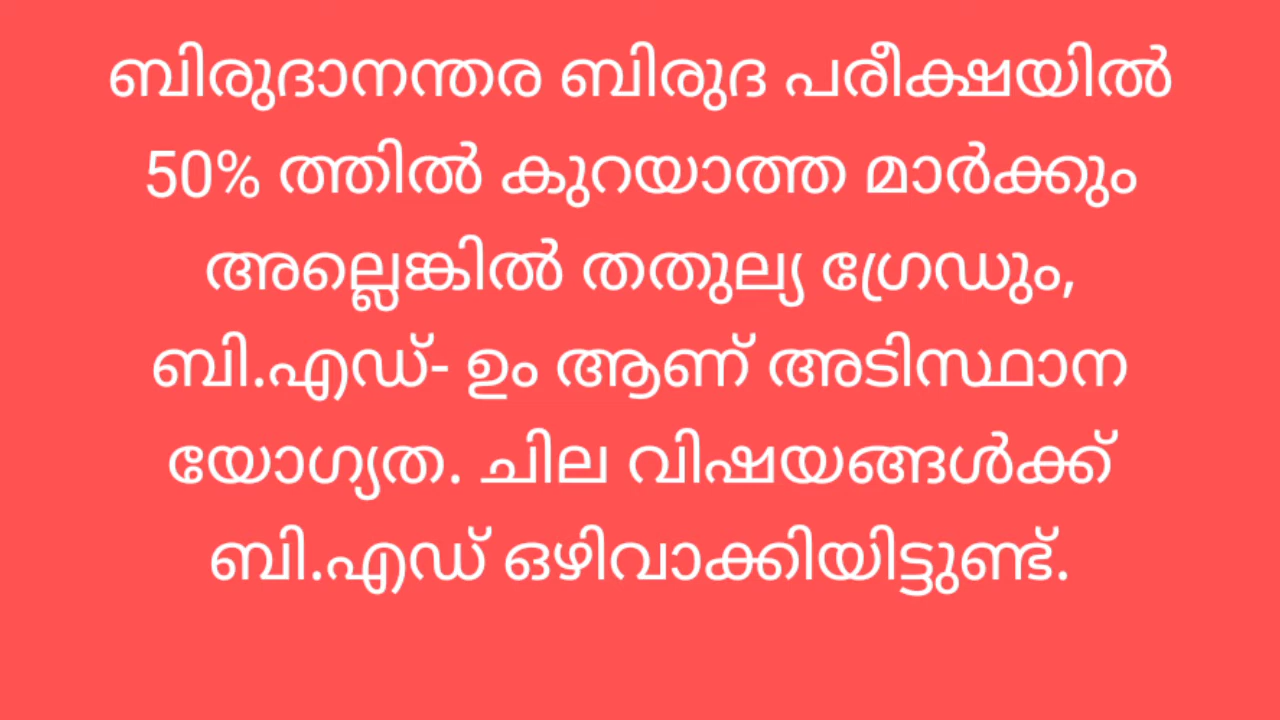 ബിരുദാനന്തര ബിരുദ പരീക്ഷയിൽ
50% ത്തിൽ കുറയാത്ത മാർക്കും
അല്ലെങ്കിൽ തതുല്യ ഗ്രേഡും,
ബി.എഡ്- ഉം ആണ് അടിസ്ഥാന
യോഗ്യത. ചില വിഷയങ്ങൾക്ക്
ബി.എഡ് ഒഴിവാക്കിയിട്ടുണ്ട്.